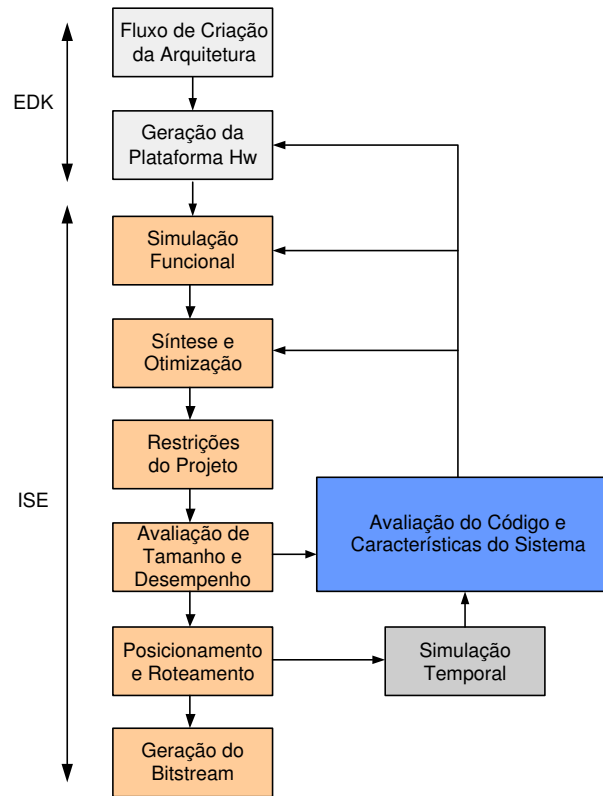 Fluxo de Criação
da Arquitetura
EDK
Geração da
Plataforma Hw
Simulação
Funcional
Síntese e
Otimização
Restrições
do Projeto
ISE
Avaliação de
Tamanho e
Desempenho
Avaliação do Código e
Características do Sistema
Posicionamento
e Roteamento
Simulação
Temporal
Geração do
Bitstream